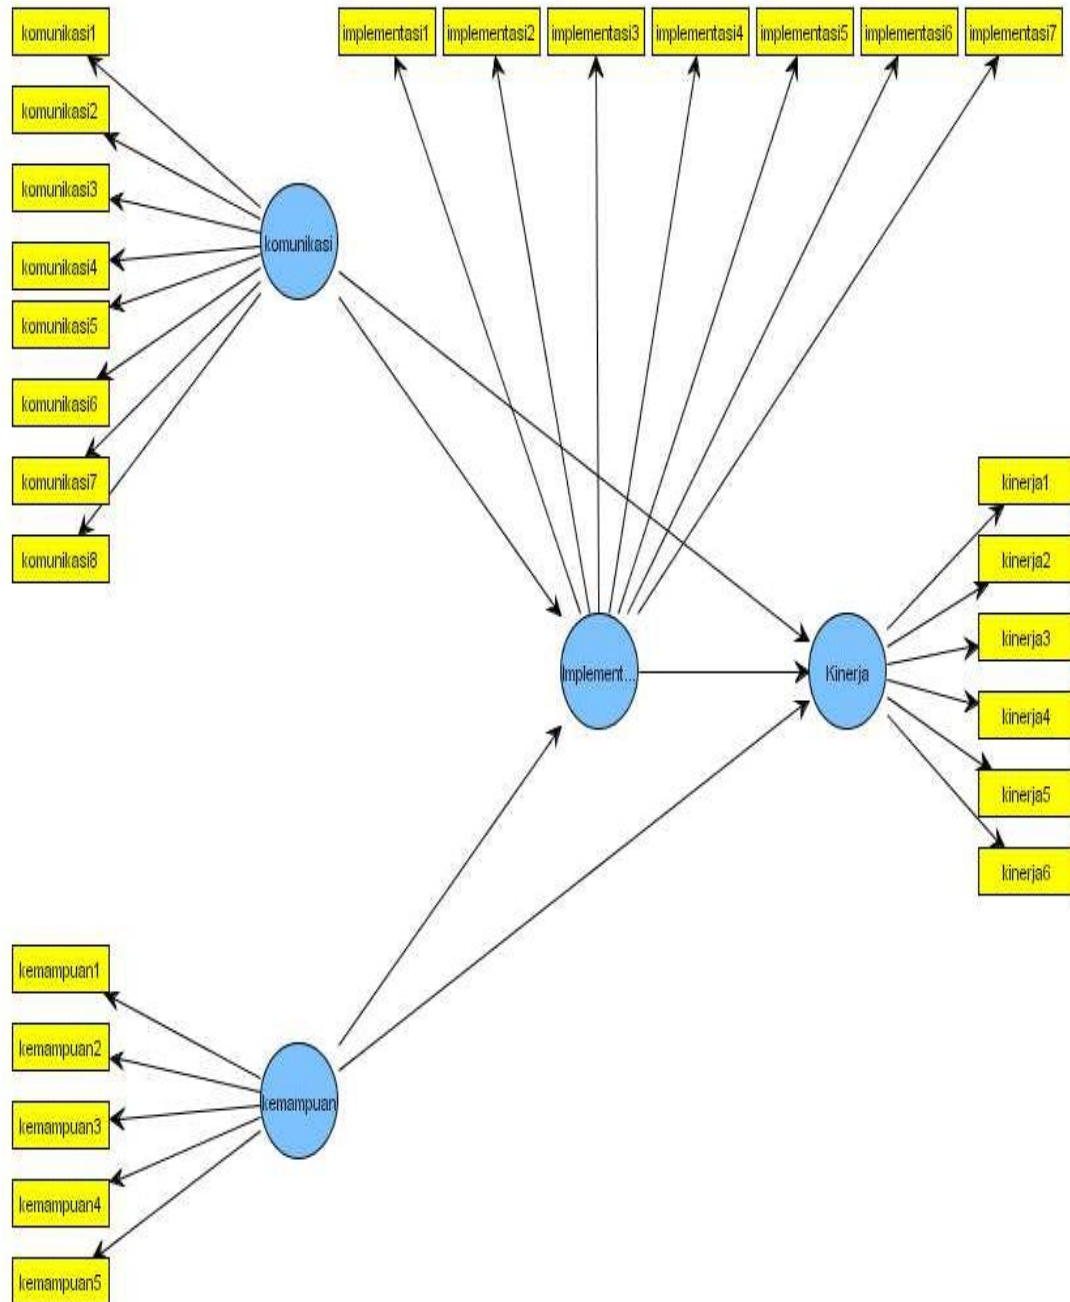 komunikasi1
implementasi1
implementasi2
implementasi3
implementasi4
implementasi5
implementasi6
implementasi7
komunikasi2
komunikasi3
komunikasi
komunikasi4
komunikasi5
komunikasi6
komunikasi7
komunikasi8
kinerja1
kinerja2
kinerja3
Implement...
Kinerja
kinerja4
kinerja5
kinerja6
kemampuan1
kemampuan2
kemampuan
kemampuan3
kemampuan4
kemampuan5